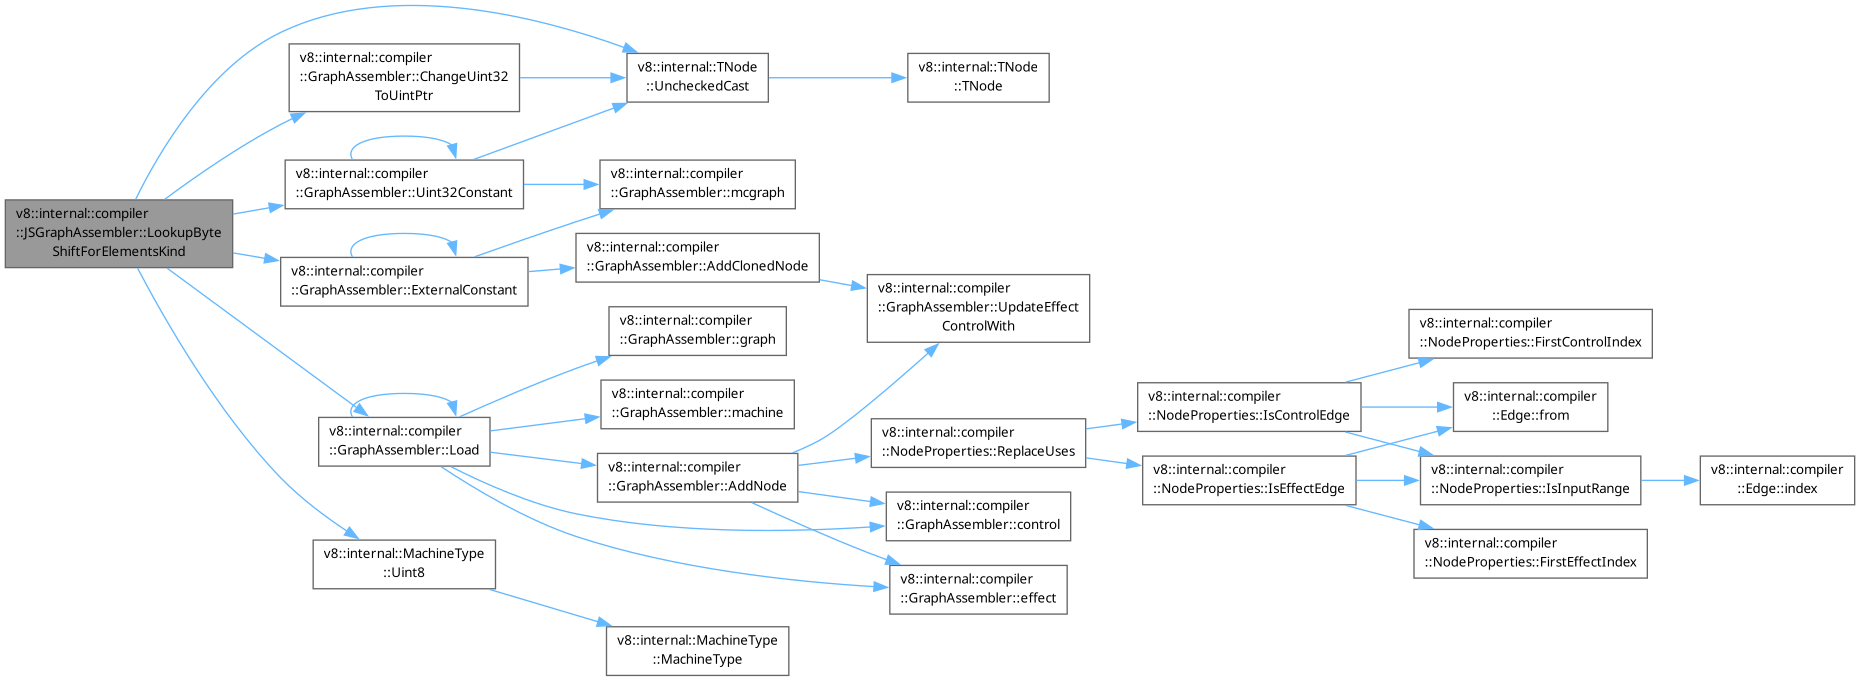 v8::internal::compiler
::JSGraphAssembler::LookupByte
ShiftForElementsKind
v8::internal::compiler
::GraphAssembler::ChangeUint32
ToUintPtr
v8::internal::TNode
::UncheckedCast
v8::internal::TNode
::TNode
v8::internal::compiler
::GraphAssembler::Uint32Constant
v8::internal::compiler
::GraphAssembler::mcgraph
v8::internal::compiler
::GraphAssembler::ExternalConstant
v8::internal::compiler
::GraphAssembler::AddClonedNode
v8::internal::compiler
::GraphAssembler::UpdateEffect
ControlWith
v8::internal::compiler
::GraphAssembler::graph
v8::internal::compiler
::GraphAssembler::machine
v8::internal::compiler
::GraphAssembler::Load
v8::internal::compiler
::GraphAssembler::AddNode
v8::internal::compiler
::NodeProperties::ReplaceUses
v8::internal::compiler
::GraphAssembler::control
v8::internal::compiler
::GraphAssembler::effect
v8::internal::compiler
::NodeProperties::IsControlEdge
v8::internal::compiler
::NodeProperties::IsEffectEdge
v8::internal::compiler
::NodeProperties::FirstControlIndex
v8::internal::compiler
::Edge::from
v8::internal::compiler
::NodeProperties::IsInputRange
v8::internal::compiler
::Edge::index
v8::internal::compiler
::NodeProperties::FirstEffectIndex
v8::internal::MachineType
::Uint8
v8::internal::MachineType
::MachineType